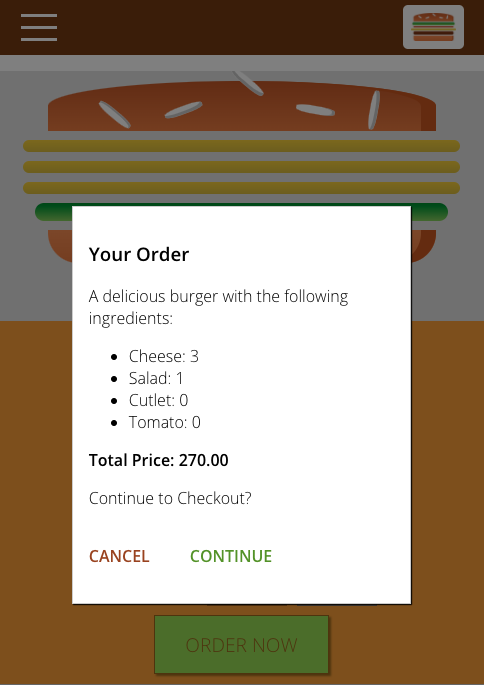 Your Order
A delicious burger with the following
ingredients:
Cheese: 3
Salad: 1
Cutlet: 0
Tomato: 0
Total Price: 270.00
Continue to Checkout?
CANCEL CONTINUE
ORDER NOW